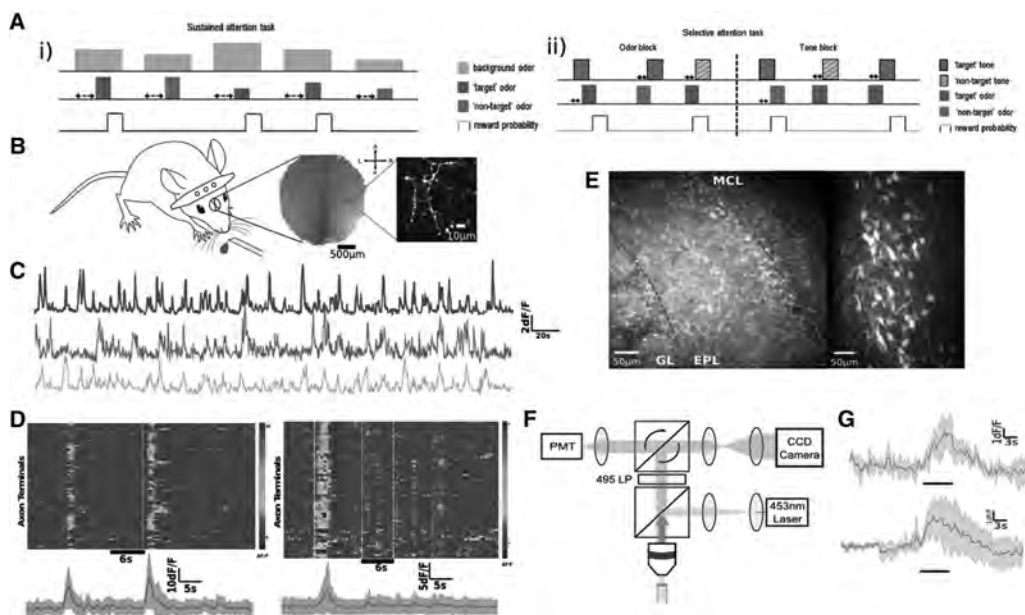 A
Sustained attention task
i)
background odor
'target' odor
'non-target' odor
reward probability
Selective attention task
ii)
Odor block
Tone block
'target' tone
'non-target tone
'target' odor
'non-target' odor
reward probability
B
500µm
10µm
C
2dF/F
20s
D
Axon Terminals
6s
10dF/F
5s
Axon Terminals
6s
5dF/F
5s
E
MCL
50µm
GL
EPL
50µm
F
PMT
CCD
Camera
495 LP
453nm
Laser
G
1dF/F
3s
3s